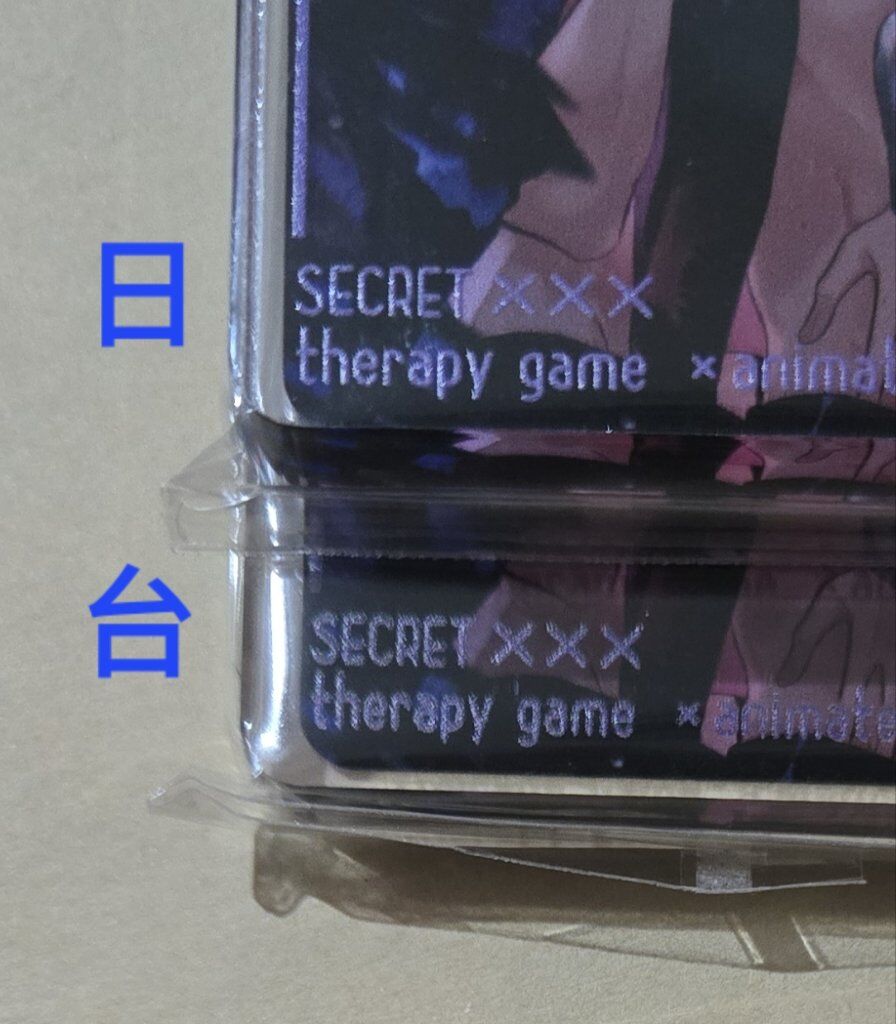 日
SECRET ×××
therapy game × animat
台
SECRET ×××
therapy game × animate